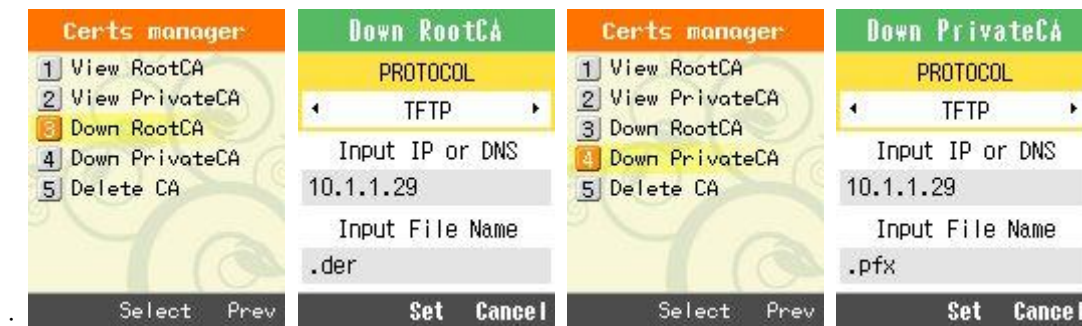 Certs manager
1 View RootCA
2 View PrivateCA
3 Down RootCA
4 Down PrivateCA
5 Delete CA
Select Prev
Down RootCA
PROTOCOL
TFTP
Input IP or DNS
10.1.1.29
Input File Name
.der
Set Cancel
Certs manager
1 View RootCA
2 View PrivateCA
3 Down RootCA
4 Down PrivateCA
5 Delete CA
Select Prev
Down PrivateCA
PROTOCOL
TFTP
Input IP or DNS
10.1.1.29
Input File Name
.pfx
Set Cancel
.